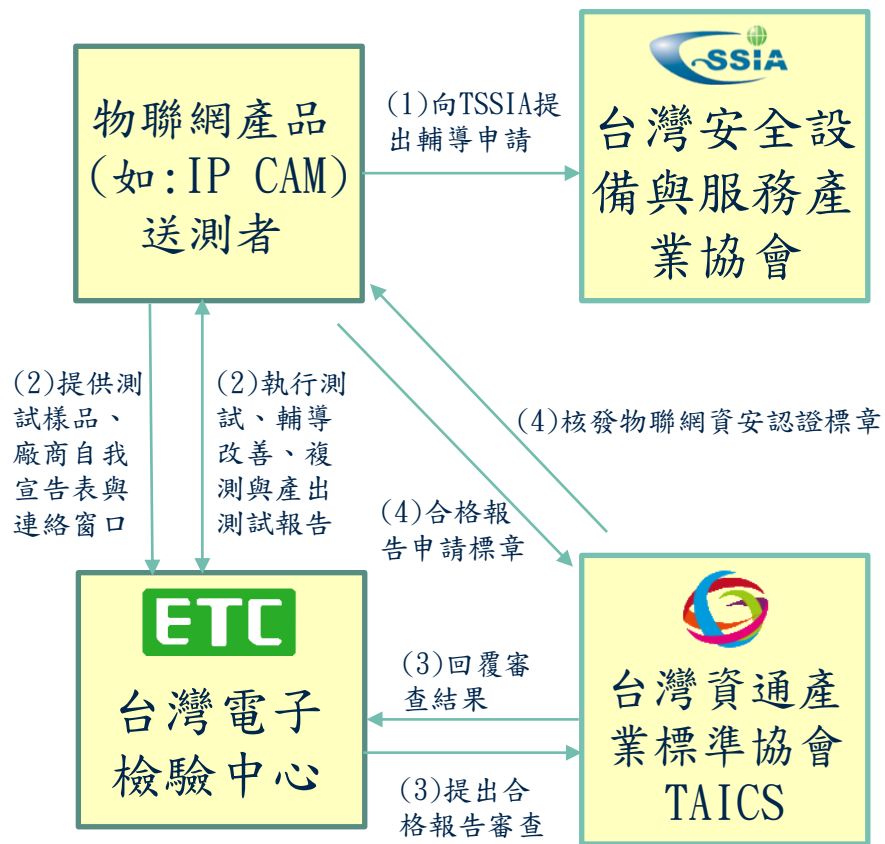 物聯網產品
(如:IP CAM)
送測者
(1)向TSSIA提
出輔導申請
SSIA
台灣安全設
備與服務產
業協會
(2)提供測
試樣品、
廠商自我
宣告表與
連絡窗口
(2)執行測
試、輔導
改善、複
測與產出
測試報告
(4)核發物聯網資安認證標章
(4)合格報
告申請標章
ETC
台灣電子
檢驗中心
(3)回覆審
查結果
(3)提出合
格報告審查
台灣資通產
業標準協會
TAICS